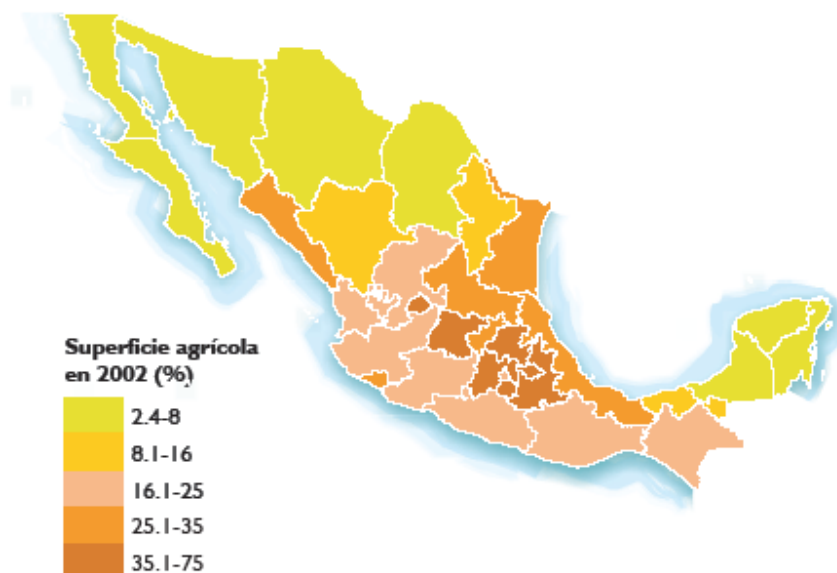 Superficie agrícola
en 2002 (%)
2.4-8
8.1-16
16.1-25
25.1-35
35.1-75